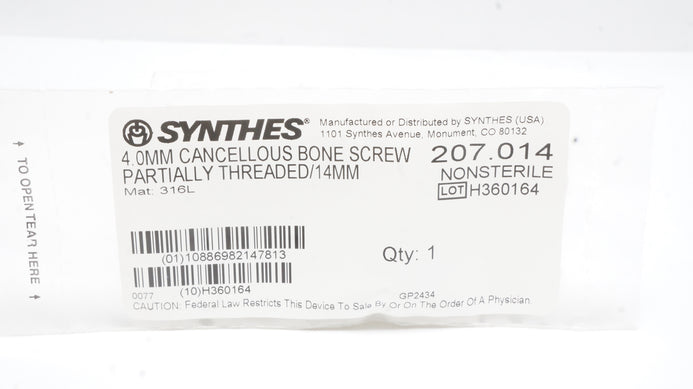 SYNTHES®
Manufactured or Distributed by SYNTHES (USA)
1101 Synthes Avenue, Monument, CO 80132
4.0MM CANCELLOUS BONE SCREW
PARTIALLY THREADED/14MM
Mat: 316L
207.014
NONSTERILE
LOT H360164
(01)10886982147813
(10)H360164
Qty: 1
0077
GP2434
CAUTION: Federal Law Restricts This Device To Sale By Or On The Order Of A Physician
↑ TO OPEN TEAR HERE ↑